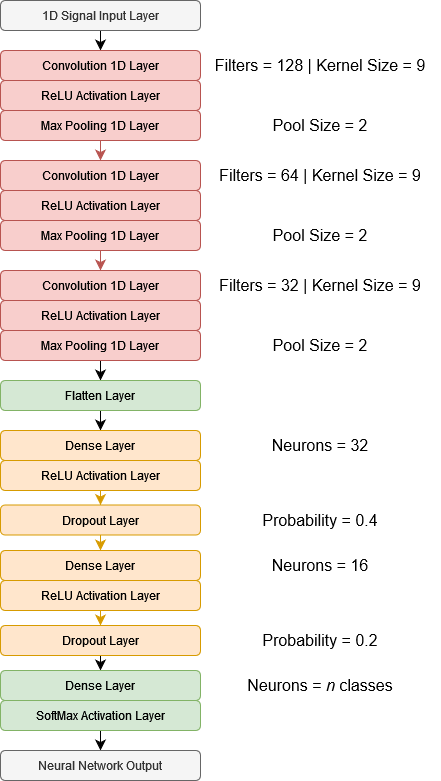 1D Signal Input Layer
Convolution 1D Layer Filters = 128 | Kernel Size = 9
ReLU Activation Layer
Max Pooling 1D Layer Pool Size = 2
Convolution 1D Layer Filters = 64 | Kernel Size = 9
ReLU Activation Layer
Max Pooling 1D Layer Pool Size = 2
Convolution 1D Layer Filters = 32 | Kernel Size = 9
ReLU Activation Layer
Max Pooling 1D Layer Pool Size = 2
Flatten Layer
Dense Layer Neurons = 32
ReLU Activation Layer
Dropout Layer Probability = 0.4
Dense Layer Neurons = 16
ReLU Activation Layer
Dropout Layer Probability = 0.2
Dense Layer Neurons = n classes
SoftMax Activation Layer
Neural Network Output